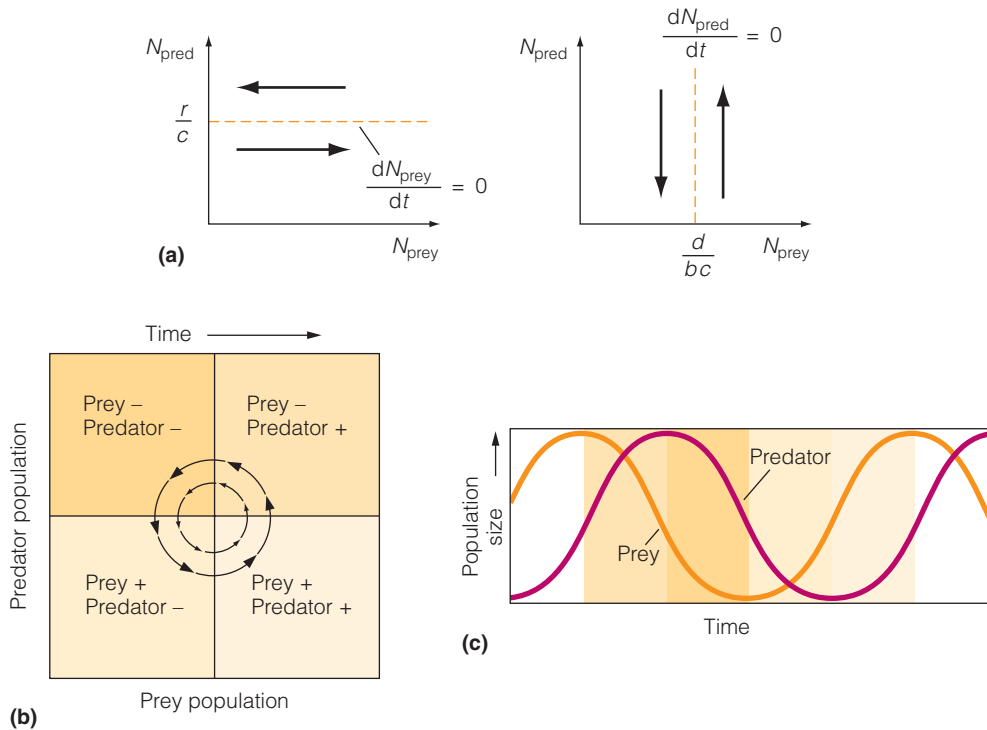 N_pred
r/c
dN_prey/dt = 0
N_prey
(a)
dN_pred/dt = 0
N_pred
d/bc
N_prey
Time
Prey –
Predator –
Prey –
Predator +
Prey +
Predator –
Prey +
Predator +
Predator population
Prey population
(b)
Population
size
Predator
Prey
Time
(c)